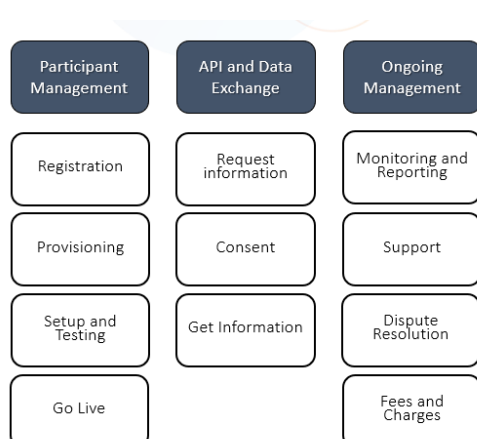 Participant
Management
API and Data
Exchange
Ongoing
Management
Registration
Request
information
Monitoring and
Reporting
Provisioning
Consent
Support
Setup and
Testing
Get Information
Dispute
Resolution
Go Live
Fees and
Charges